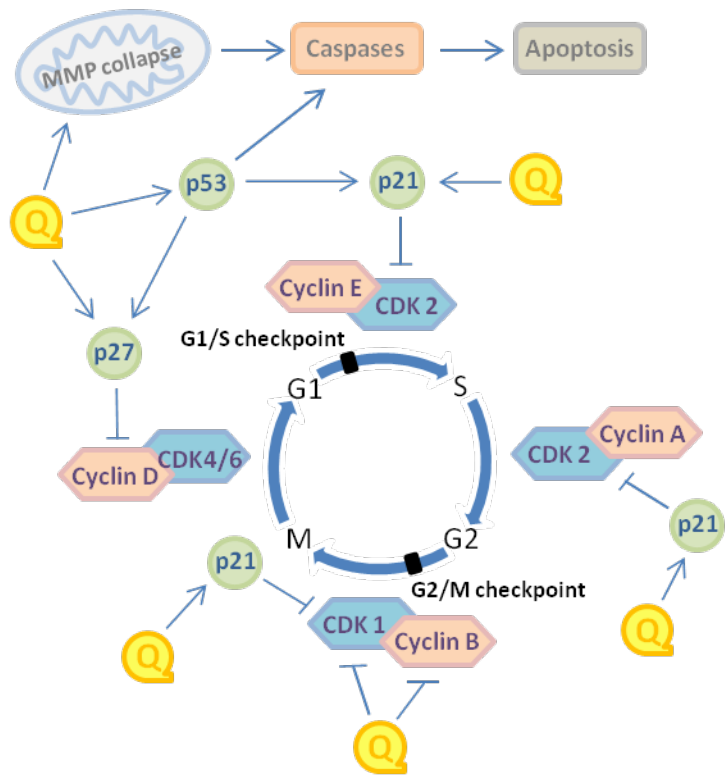 MMP collapse
Caspases
Apoptosis
Q
p53
p21
Q
Cyclin E
CDK 2
G1/S checkpoint
p27
G1
S
Cyclin D
CDK4/6
CDK 2
Cyclin A
M
G2
p21
p21
G2/M checkpoint
CDK 1
Cyclin B
Q
Q
Q